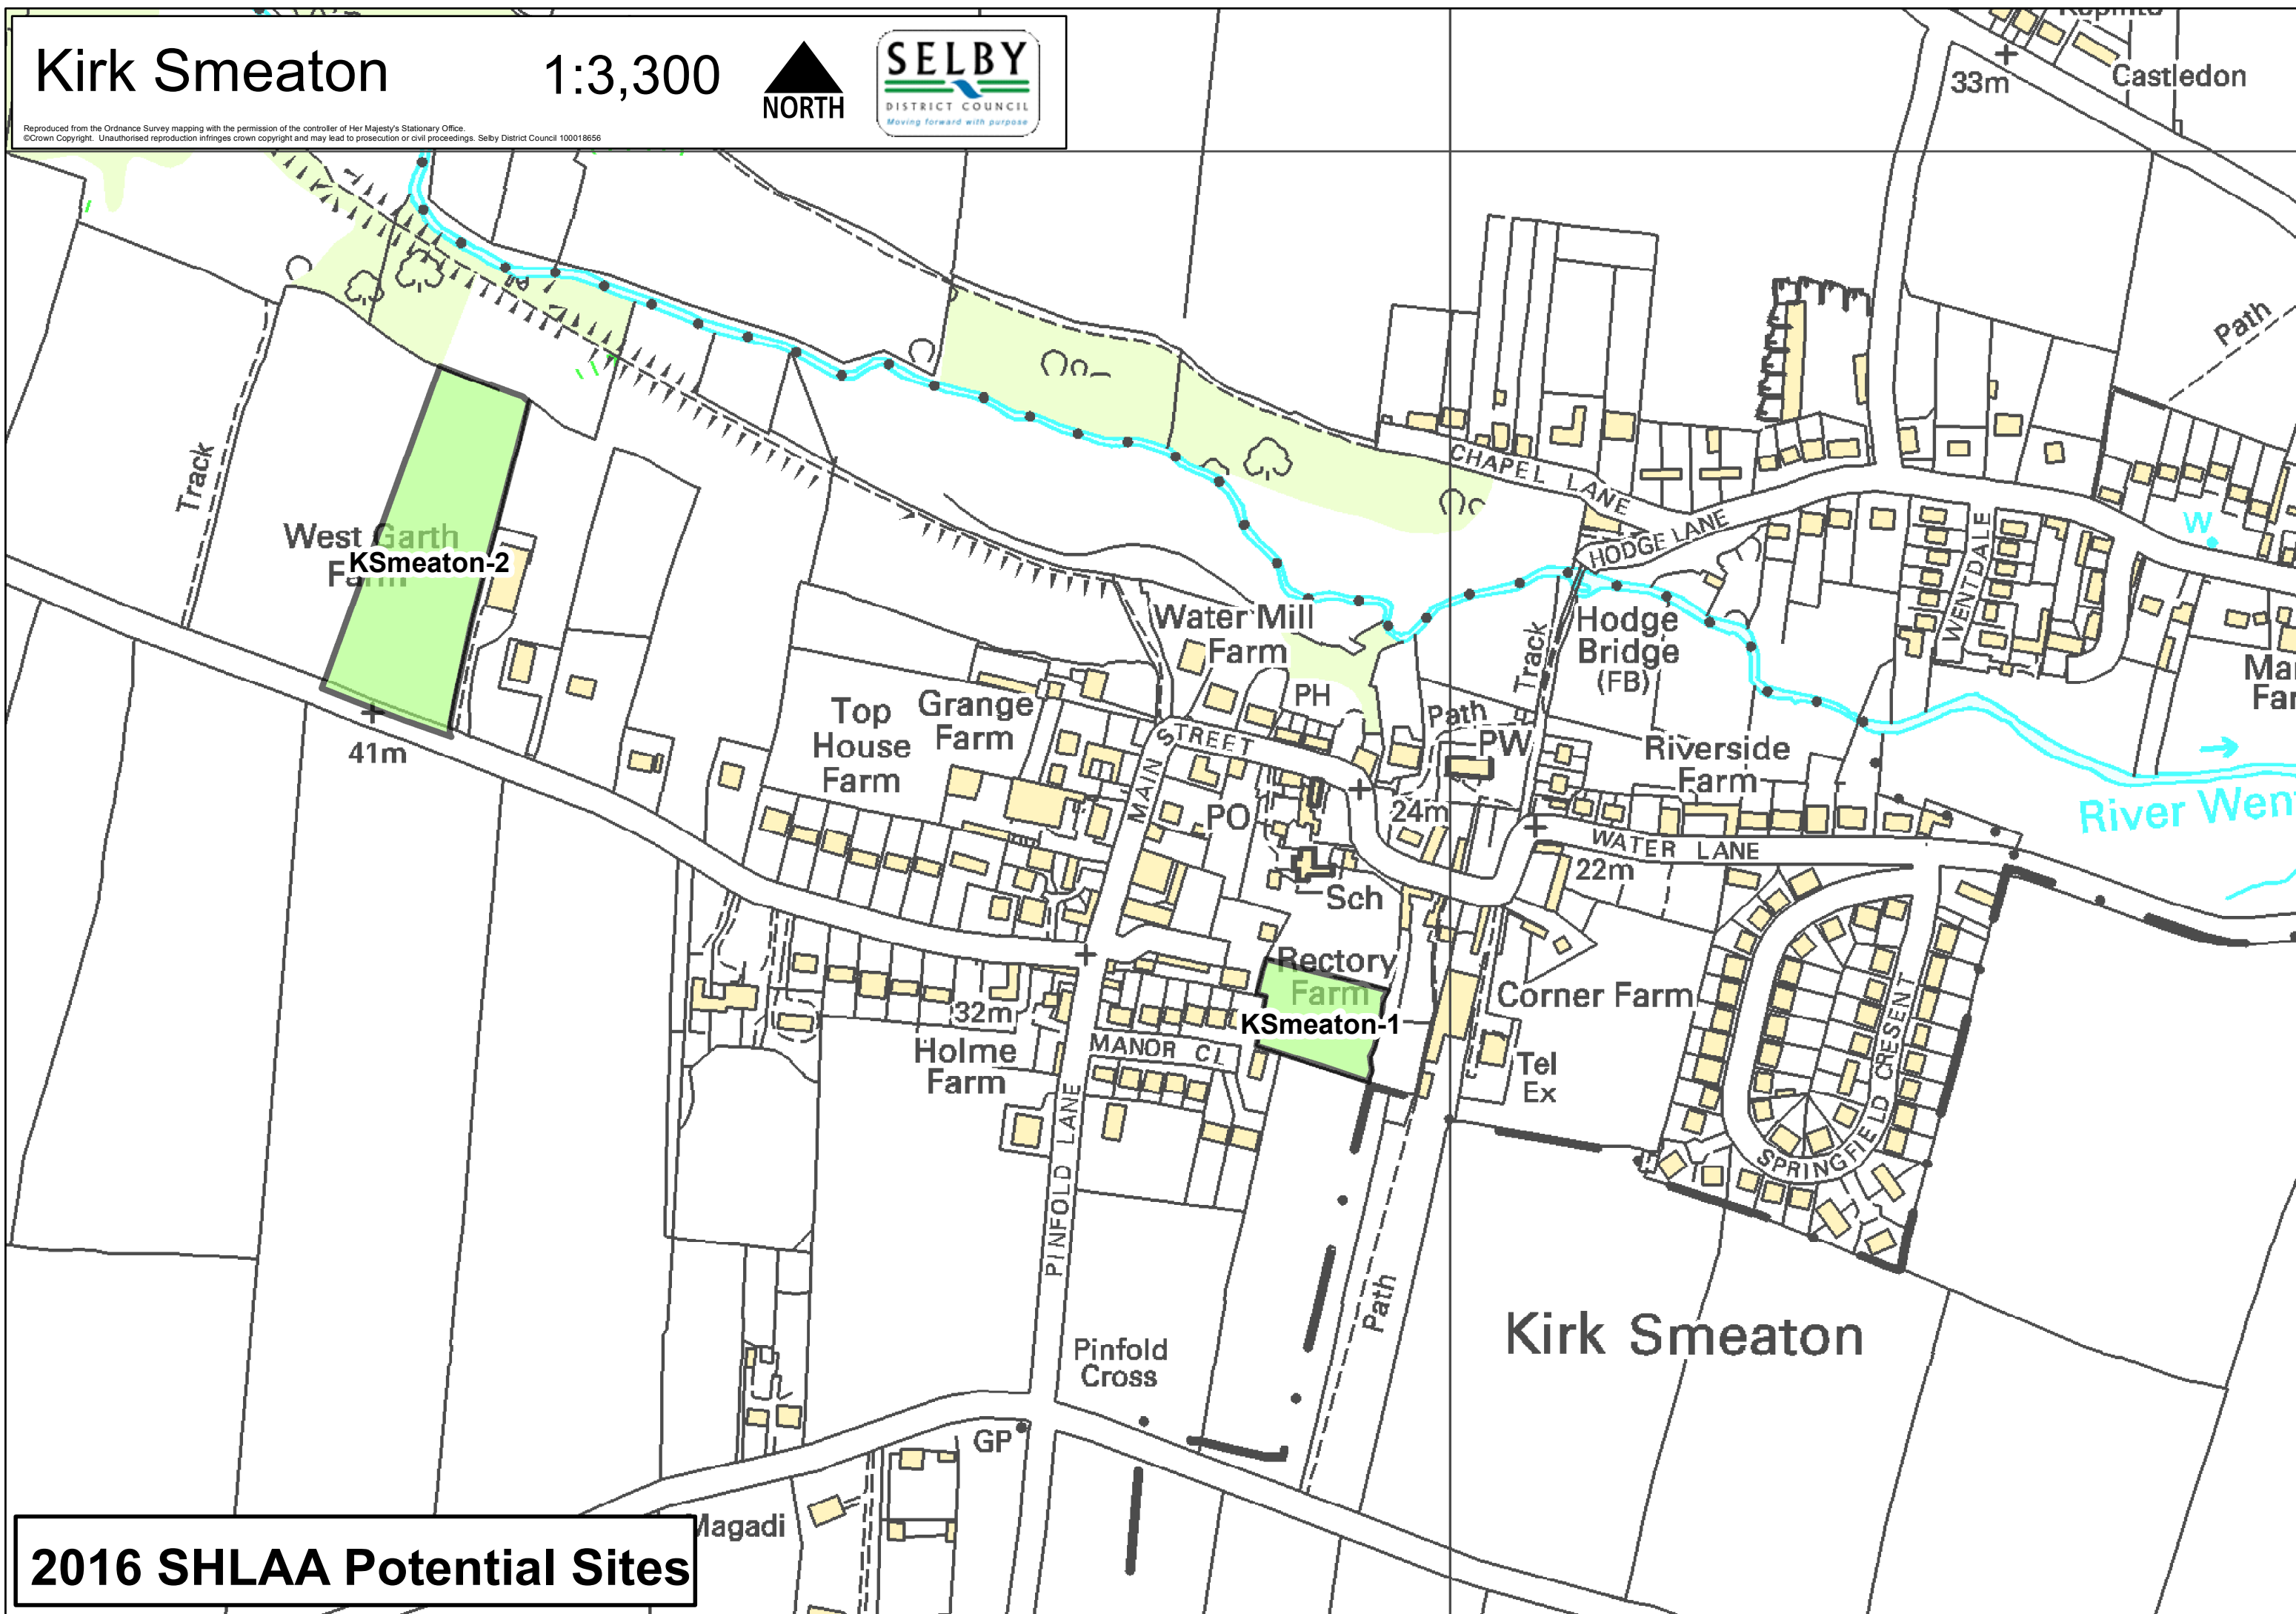 Kirk Smeaton
1:3,300
NORTH
SELBY
DISTRICT COUNCIL
Moving forward with purpose
Reproduced from the Ordnance Survey mapping with the permission of the controller of Her Majesty's Stationary Office.
©Crown Copyright. Unauthorised reproduction infringes crown copyright and may lead to prosecution or civil proceedings. Selby District Council 100018656
33m
Castledon
Path
Track
West Garth
Farm
KSmeaton-2
41m
CHAPEL LANE
HODGE LANE
WENTDALE
W
Water Mill
Farm
PH
Track
Hodge
Bridge
(FB)
Top
House
Farm
Grange
Farm
MAIN STREET
Path
PW
Riverside
Farm
PO
24m
WATER LANE
22m
River Went
Sch
Rectory
Farm
KSmeaton-1
Corner Farm
32m
Holme
Farm
MANOR CL
Tel
Ex
SPRINGFIELD CRESENT
PINFOLD LANE
Path
Pinfold
Cross
Kirk Smeaton
GP
Magadi
2016 SHLAA Potential Sites